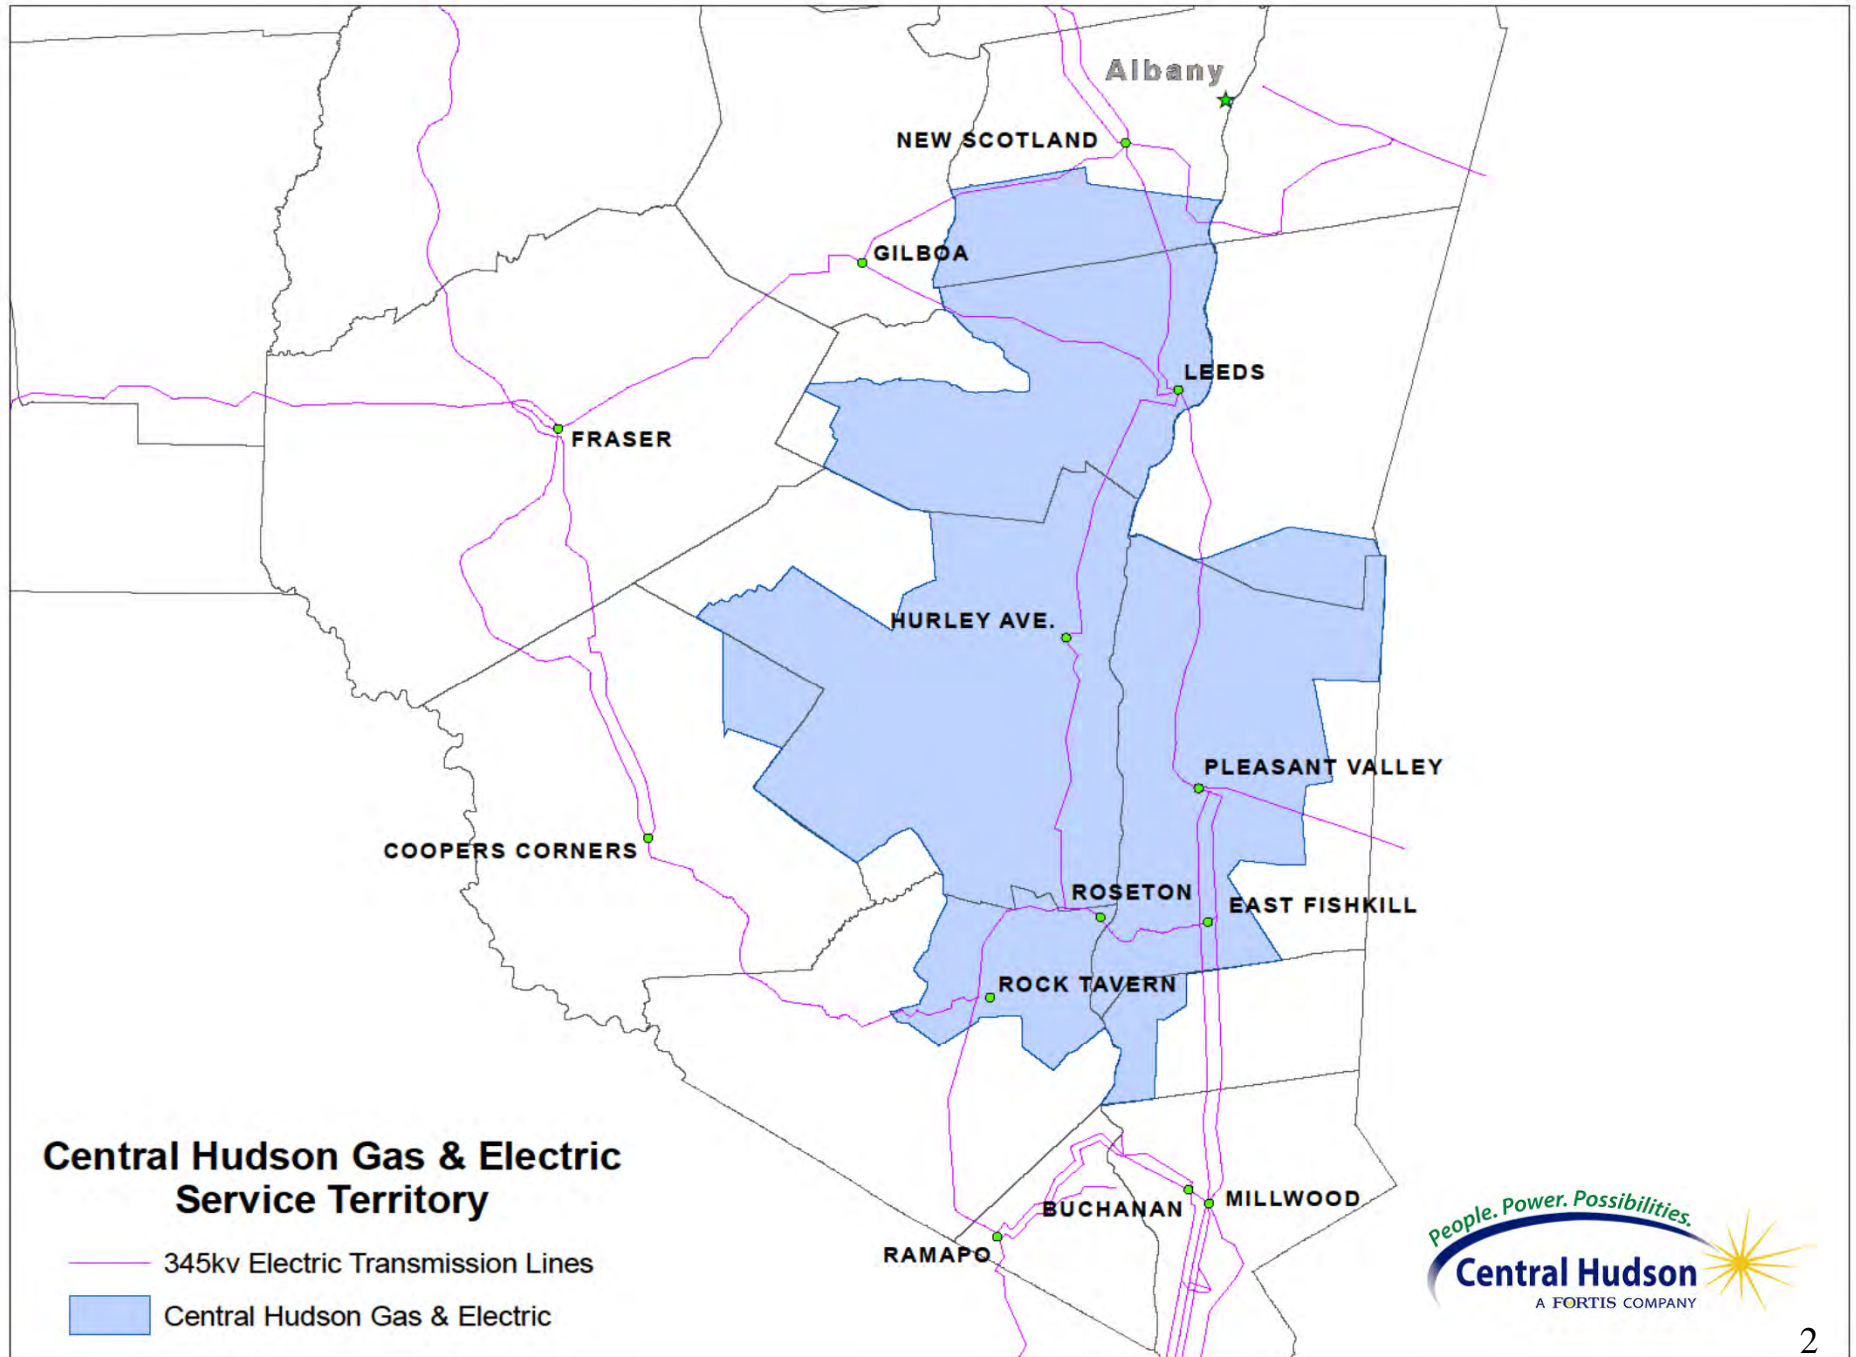 Albany
NEW SCOTLAND
GILBOA
LEEDS
FRASER
HURLEY AVE.
PLEASANT VALLEY
COOPERS CORNERS
ROSETON
EAST FISHKILL
ROCK TAVERN
BUCHANAN
MILLWOOD
RAMAPO
Central Hudson Gas & Electric
Service Territory
345kv Electric Transmission Lines
Central Hudson Gas & Electric
People. Power. Possibilities.
Central Hudson
A FORTIS COMPANY
2